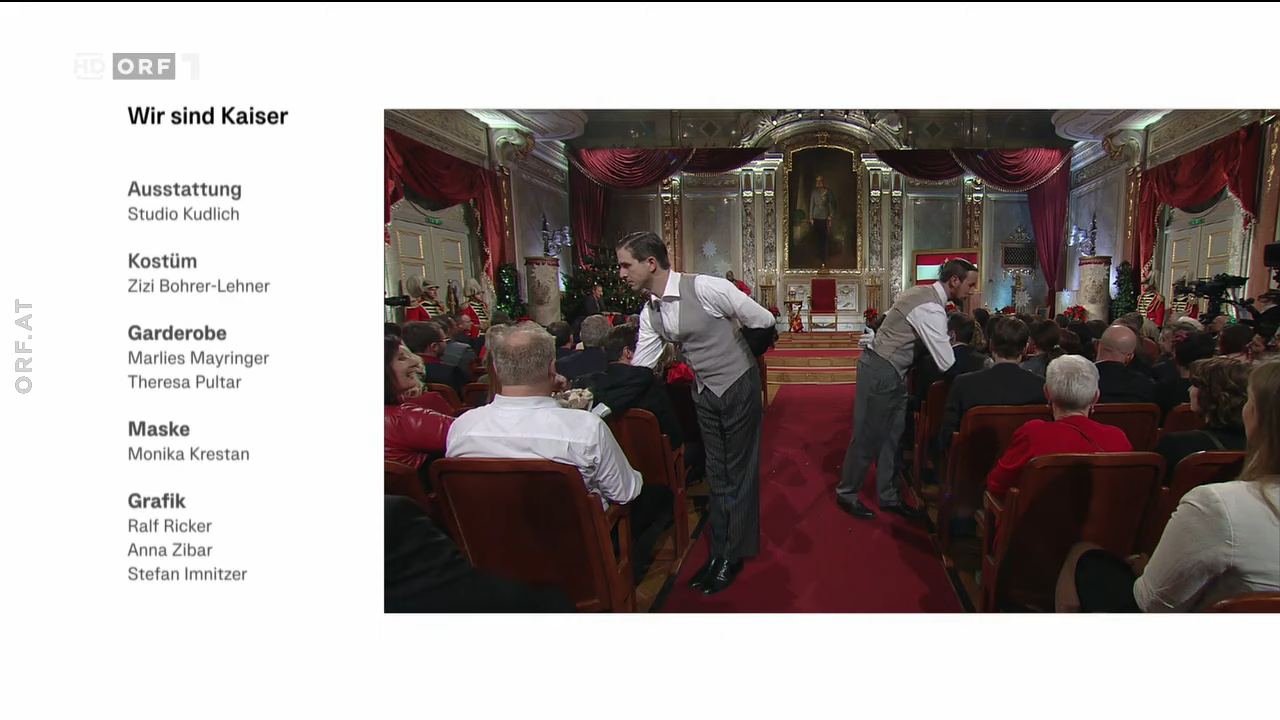 HD ORF 1
Wir sind Kaiser
Ausstattung
Studio Kudlich
Kostüm
Zizi Bohrer-Lehner
Garderobe
Marlies Mayringer
Theresa Pultar
Maske
Monika Krestan
Grafik
Ralf Ricker
Anna Zibar
Stefan Imnitzer
ORF.AT